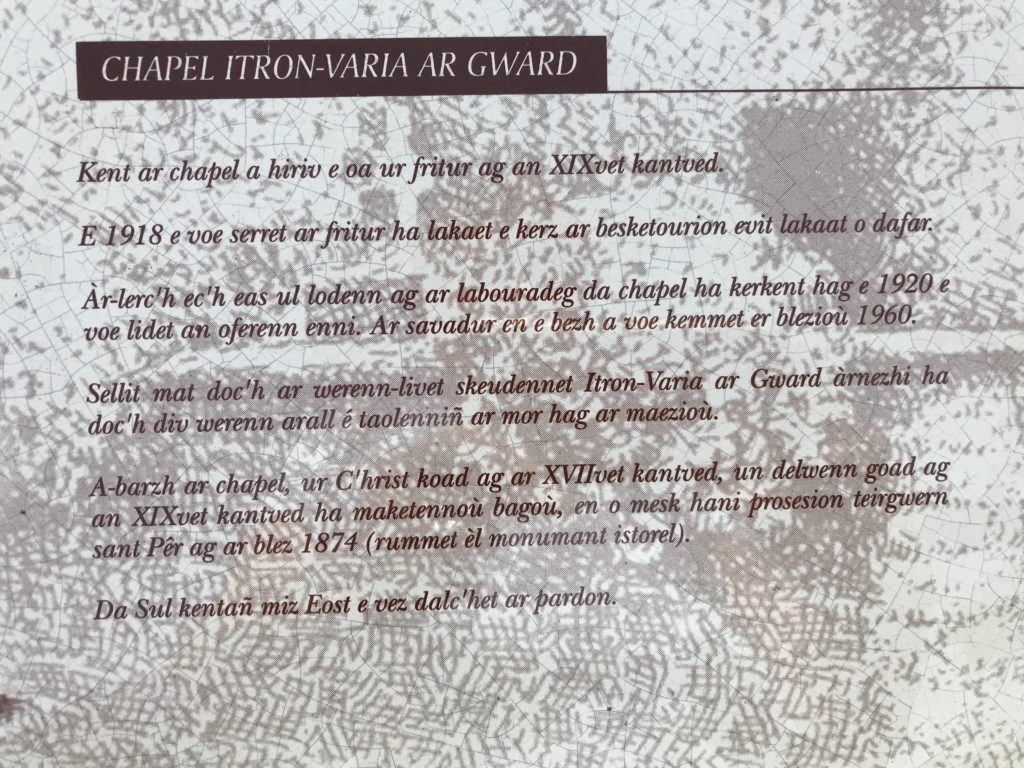 CHAPEL ITRON-VARIA AR GWARD
Kent ar chapel a hiriv e oa ur fritur ag an XIXvet kantved.
E 1918 e voe serret ar fritur ha lakaet e kerz ar besketourion evit lakaat o dafar.
Àr-lerc'h ec'h eas ul lodenn ag ar labouradeg da chapel ha kerkent hag e 1920 e
voe lidet an oferenn enni. Ar savadur en e bezh a voe kemmet er blezioù 1960.
Sellit mat doc'h ar werenn-livet skeudennet Itron-Varia ar Gward àrnezhi ha
doc'h div werenn arall é taolenniñ ar mor hag ar maezioù.
A-barzh ar chapel, ur C'hrist koad ag ar XVIIvet kantved, un delwenn goad ag
an XIXvet kantved ha maketennoù bagoù, en o mesk hani prosesion teirgwern
sant Pêr ag ar blez 1874 (rummet èl monumant istorel).
Da Sul kentañ miz Eost e vez dalc'het ar pardon.